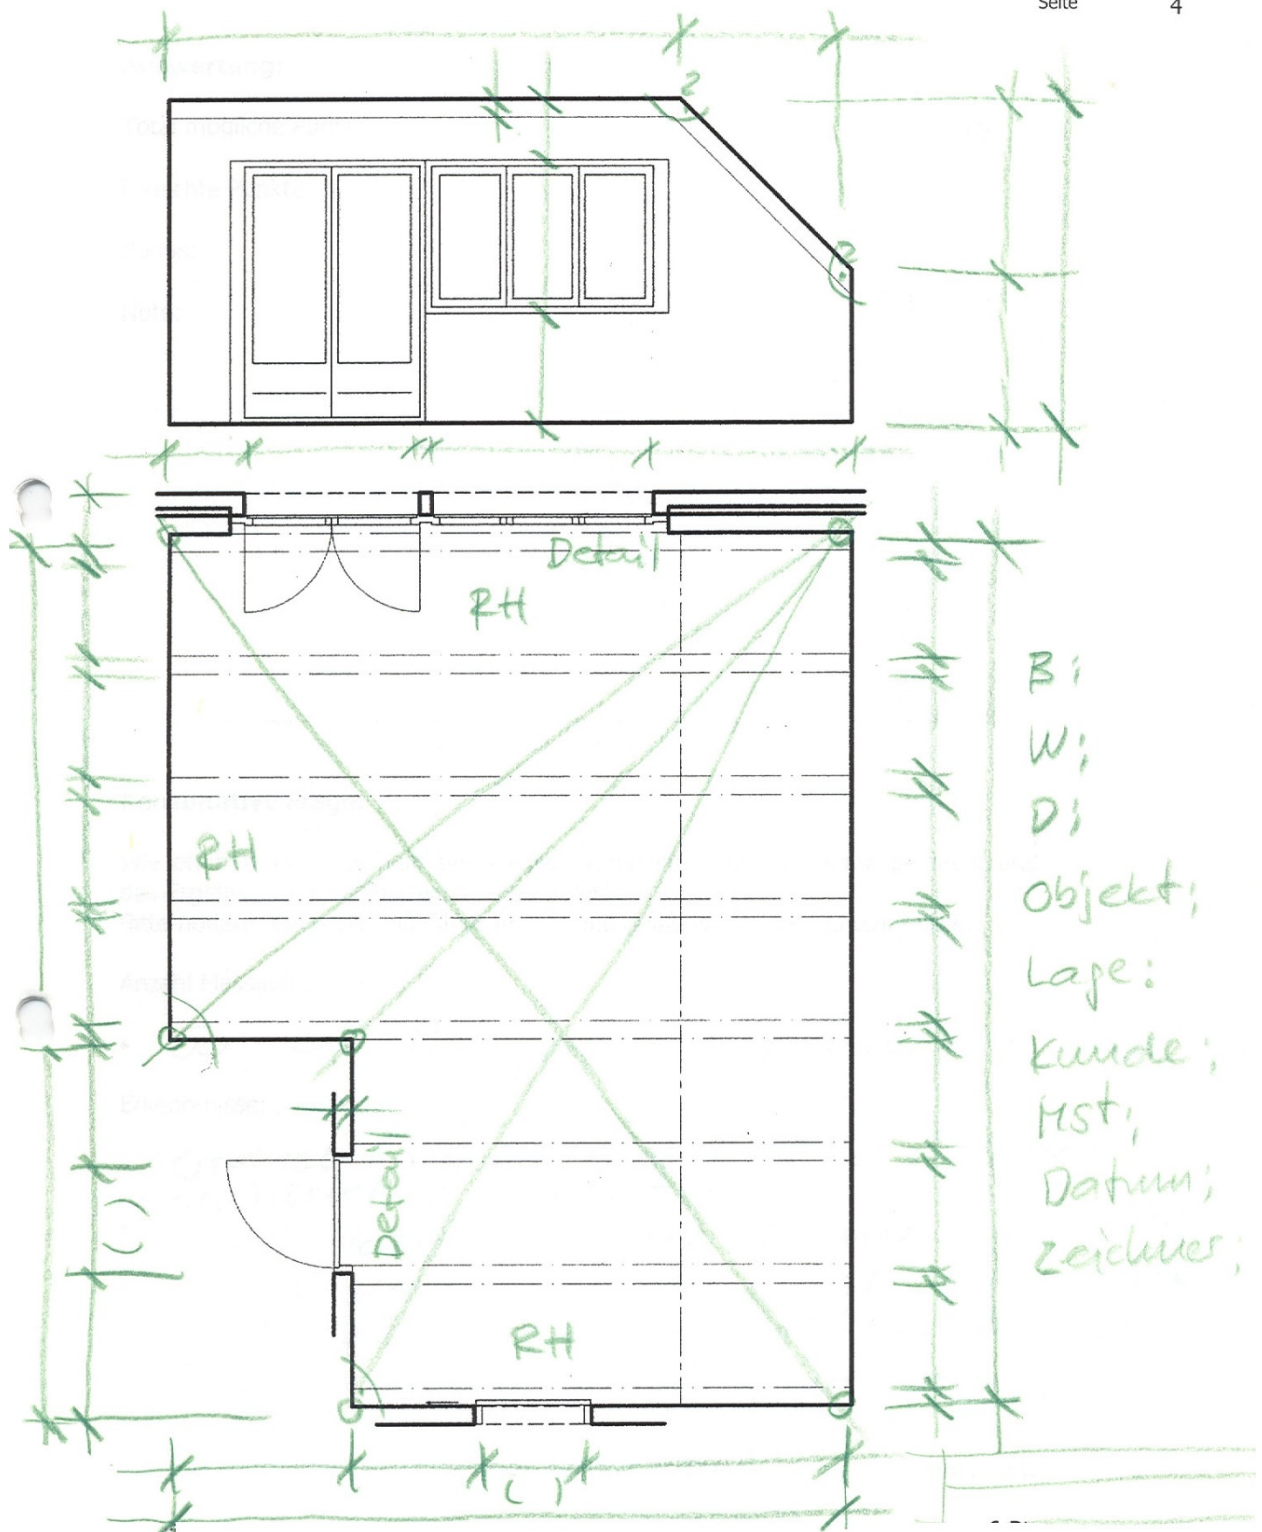 Seite 4
2
2
Detail
RH
RH
Detail
RH
( )
( )
B:
W:
D:
Objekt:
Lage:
Kunde:
Mst:
Datum:
Zeichner: